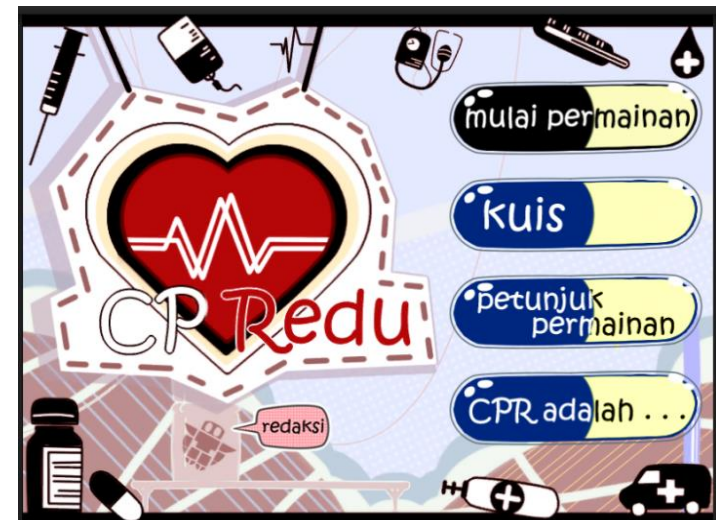 CPRedu
mulai permainan
kuis
petunjuk
permainan
CPR adalah . . .
redaksi